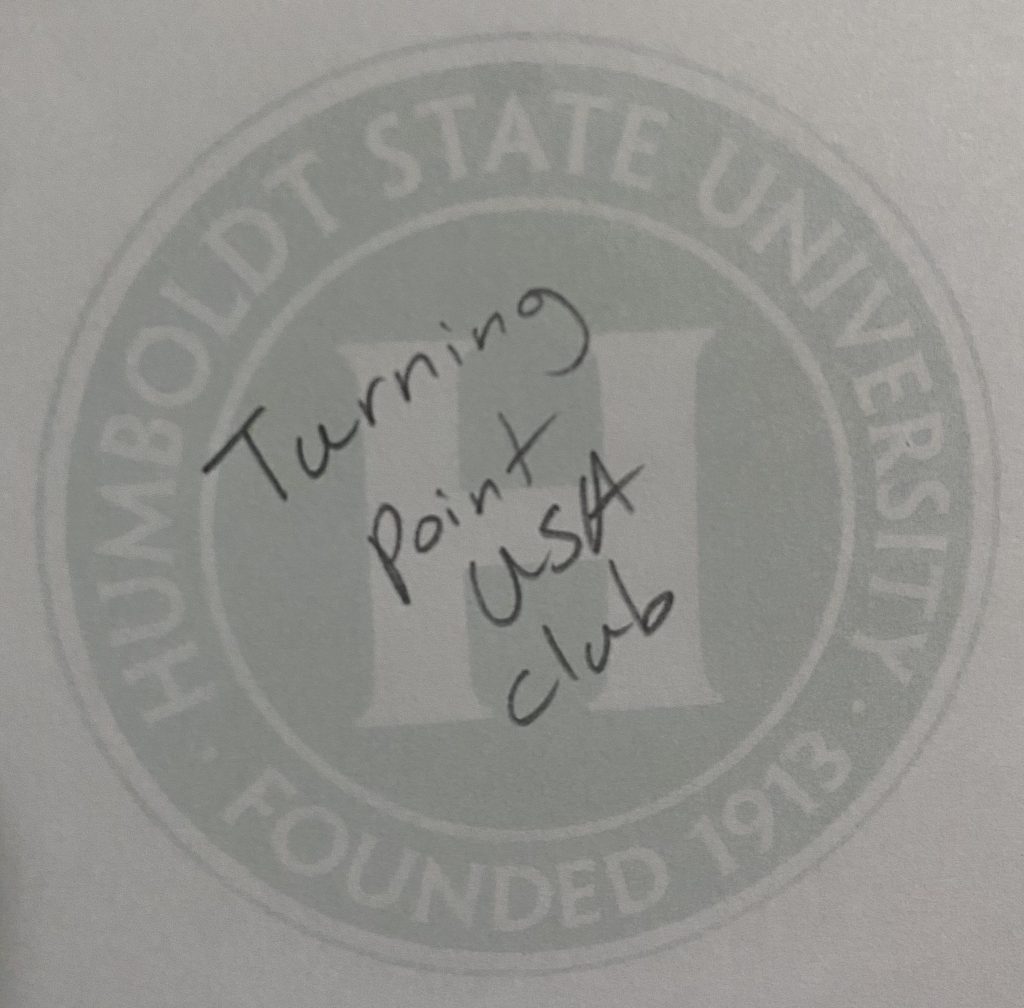 HUMBOLDT STATE UNIVERSITY
H
Turning
Point
USA
Club
· FOUNDED 1913 ·